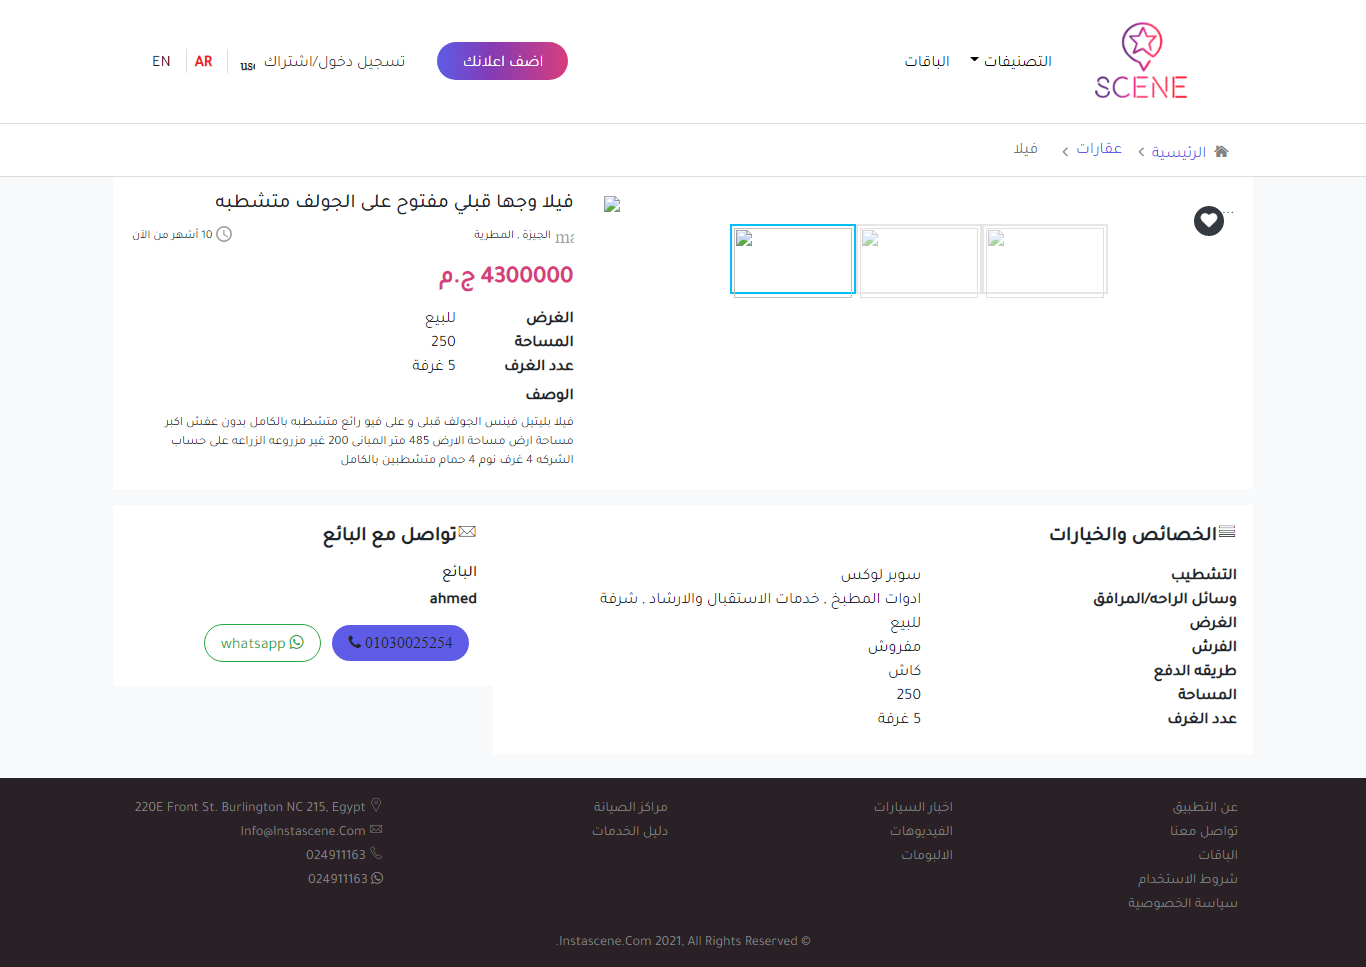 SCENE
التصنيفات
الباقات
اضف اعلانك
تسجيل دخول/اشتراك
AR
EN
الرئيسية
عقارات
فيلا
...
فيلا وجها قبلي مفتوح على الجولف متشطبه
الجيزة , المطرية
10 أشهر من الآن
4300000 ج.م
الغرض للبيع
المساحة 250
عدد الغرف 5 غرفة
الوصف
فيلا بليتيل فينس الجولف قبلى و على فيو رائع متشطبه بالكامل بدون عفش اكبر
مساحة ارض مساحة الارض 485 متر المبانى 200 غير مزروعه الزراعه على حساب
الشركه 4 غرف نوم 4 حمام متشطبين بالكامل
الخصائص والخيارات
التشطيب سوبر لوكس
وسائل الراحه/المرافق ادوات المطبخ , خدمات الاستقبال والارشاد , شرفة
الغرض للبيع
الفرش مفروش
طريقه الدفع كاش
المساحة 250
عدد الغرف 5 غرفة
تواصل مع البائع
البائع
ahmed
01030025254
whatsapp
عن التطبيق
تواصل معنا
الباقات
شروط الاستخدام
سياسة الخصوصية
اخبار السيارات
الفيديوهات
الالبومات
مراكز الصيانة
دليل الخدمات
220E Front St. Burlington NC 215, Egypt
Info@Instascene.Com
024911163
024911163
.Instascene.Com 2021, All Rights Reserved ©